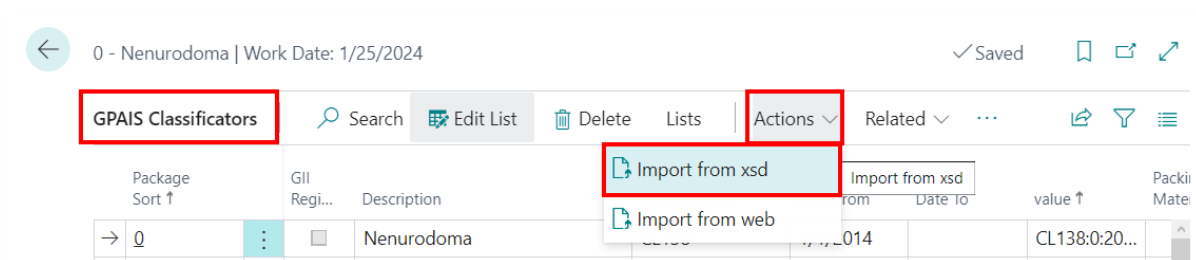 0 - Nenurodoma | Work Date: 1/25/2024
Saved
GPAIS Classificators
Search
Edit List
Delete
Lists
Actions
Related
Import from xsd
Import from web
Import from xsd
Package Sort
GII Regi...
Description
Date To
value
Packi
Mate
0
Nenurodoma
CL138:0:20...